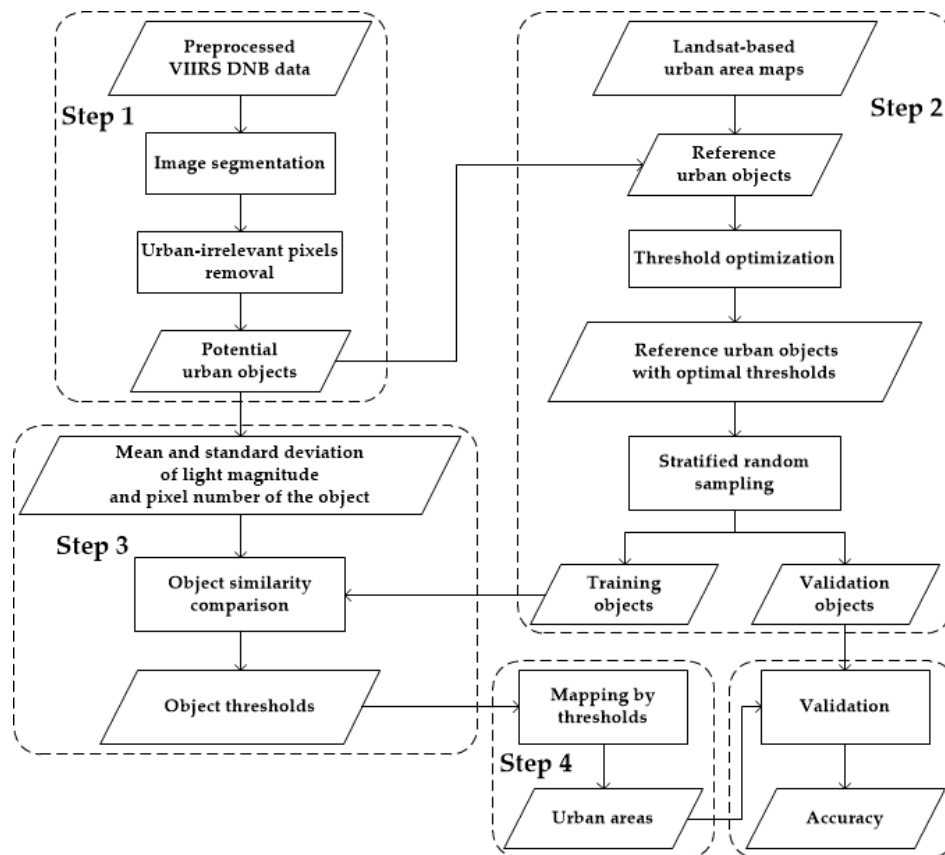 Preprocessed
VIIRS DNB data
Step 1
Image segmentation
Urban-irrelevant pixels
removal
Potential
urban objects
Landsat-based
urban area maps
Step 2
Reference
urban objects
Threshold optimization
Reference urban objects
with optimal thresholds
Stratified random
sampling
Training
objects
Validation
objects
Mean and standard deviation
of light magnitude
and pixel number of the object
Step 3
Object similarity
comparison
Object thresholds
Mapping by
thresholds
Step 4
Urban areas
Validation
Accuracy